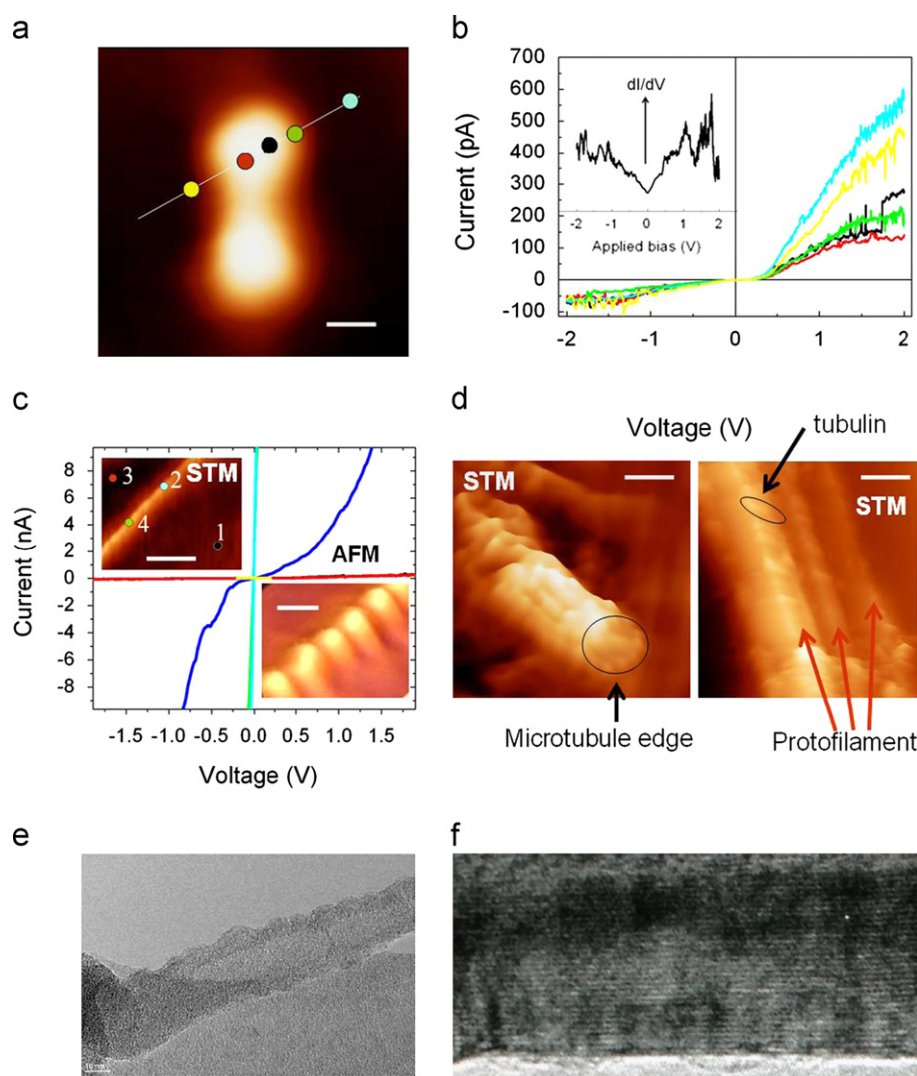 a
b
700
600
500
400
300
200
100
0
-100
Current (pA)
dI/dV
-2 -1 0 1 2
Applied bias (V)
-2 -1 0 1 2
Voltage (V)
c
8
6
4
2
0
-2
-4
-6
-8
Current (nA)
STM
3
2
4
1
AFM
-1.5 -1.0 -0.5 0.0 0.5 1.0 1.5
Voltage (V)
d
tubulin
STM
STM
Microtubule edge
Protofilament
e
10 nm
f